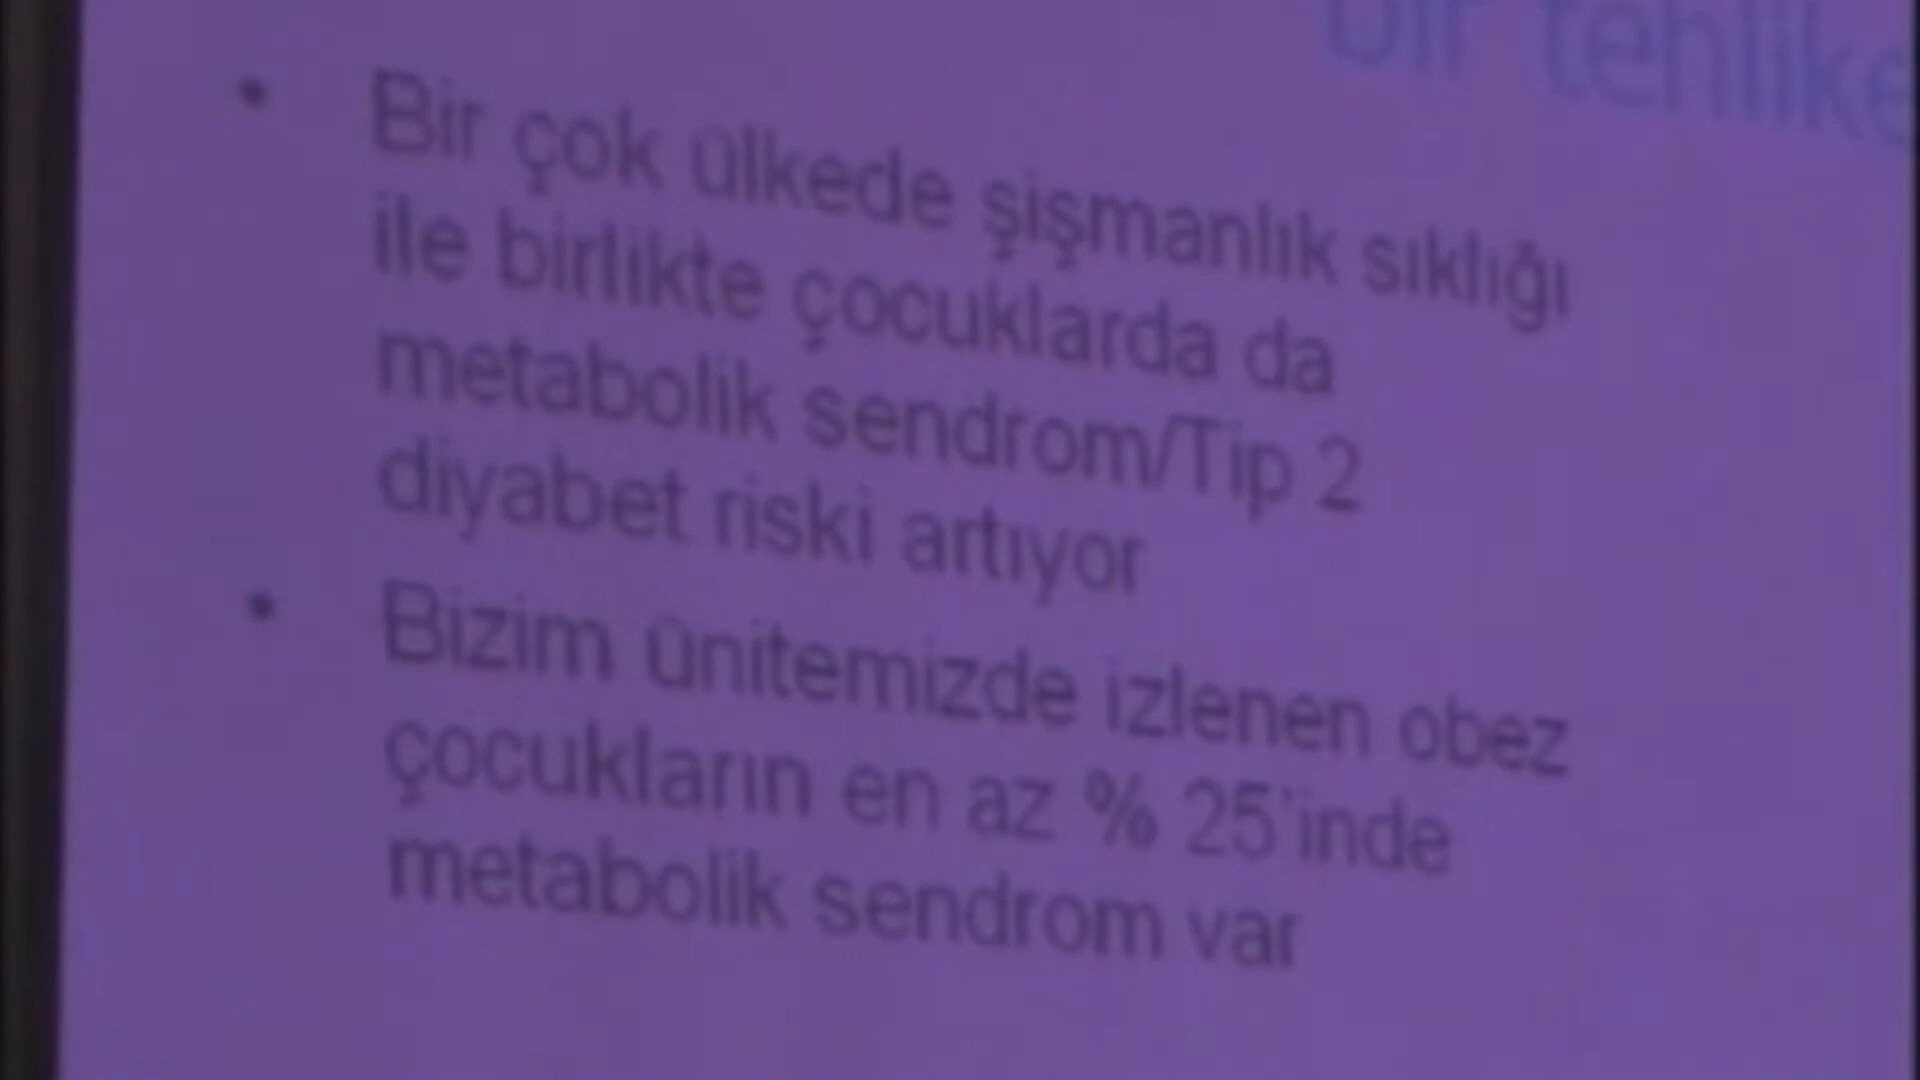 bir tehlike
• Bir çok ülkede şişmanlık sıklığı
ile birlikte çocuklarda da
metabolik sendrom/Tip 2
diyabet riski artıyor
• Bizim ünitemizde izlenen obez
çocukların en az % 25'inde
metabolik sendrom var